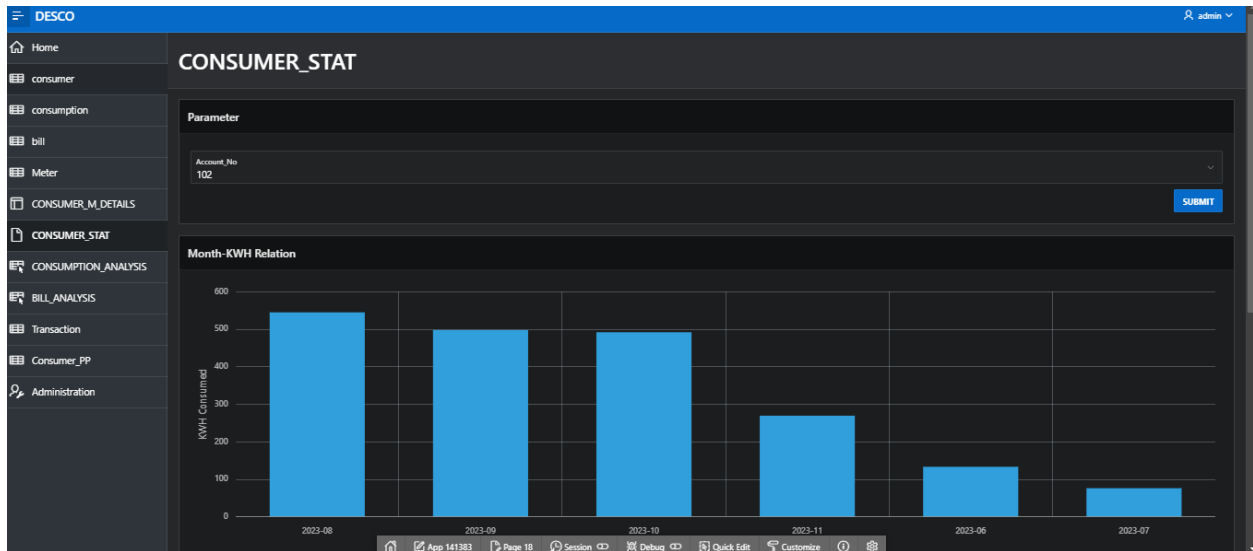 DESCO
admin
Home
consumer
consumption
bill
Meter
CONSUMER_M_DETAILS
CONSUMER_STAT
CONSUMPTION_ANALYSIS
BILL_ANALYSIS
Transaction
Consumer_PP
Administration
CONSUMER_STAT
Parameter
Account_No
102
SUBMIT
Month-KWH Relation
KWH Consumed
600
500
400
300
200
100
0
2023-08 2023-09 2023-10 2023-11 2023-06 2023-07
App 141383 Page 18 Session Debug Quick Edit Customize